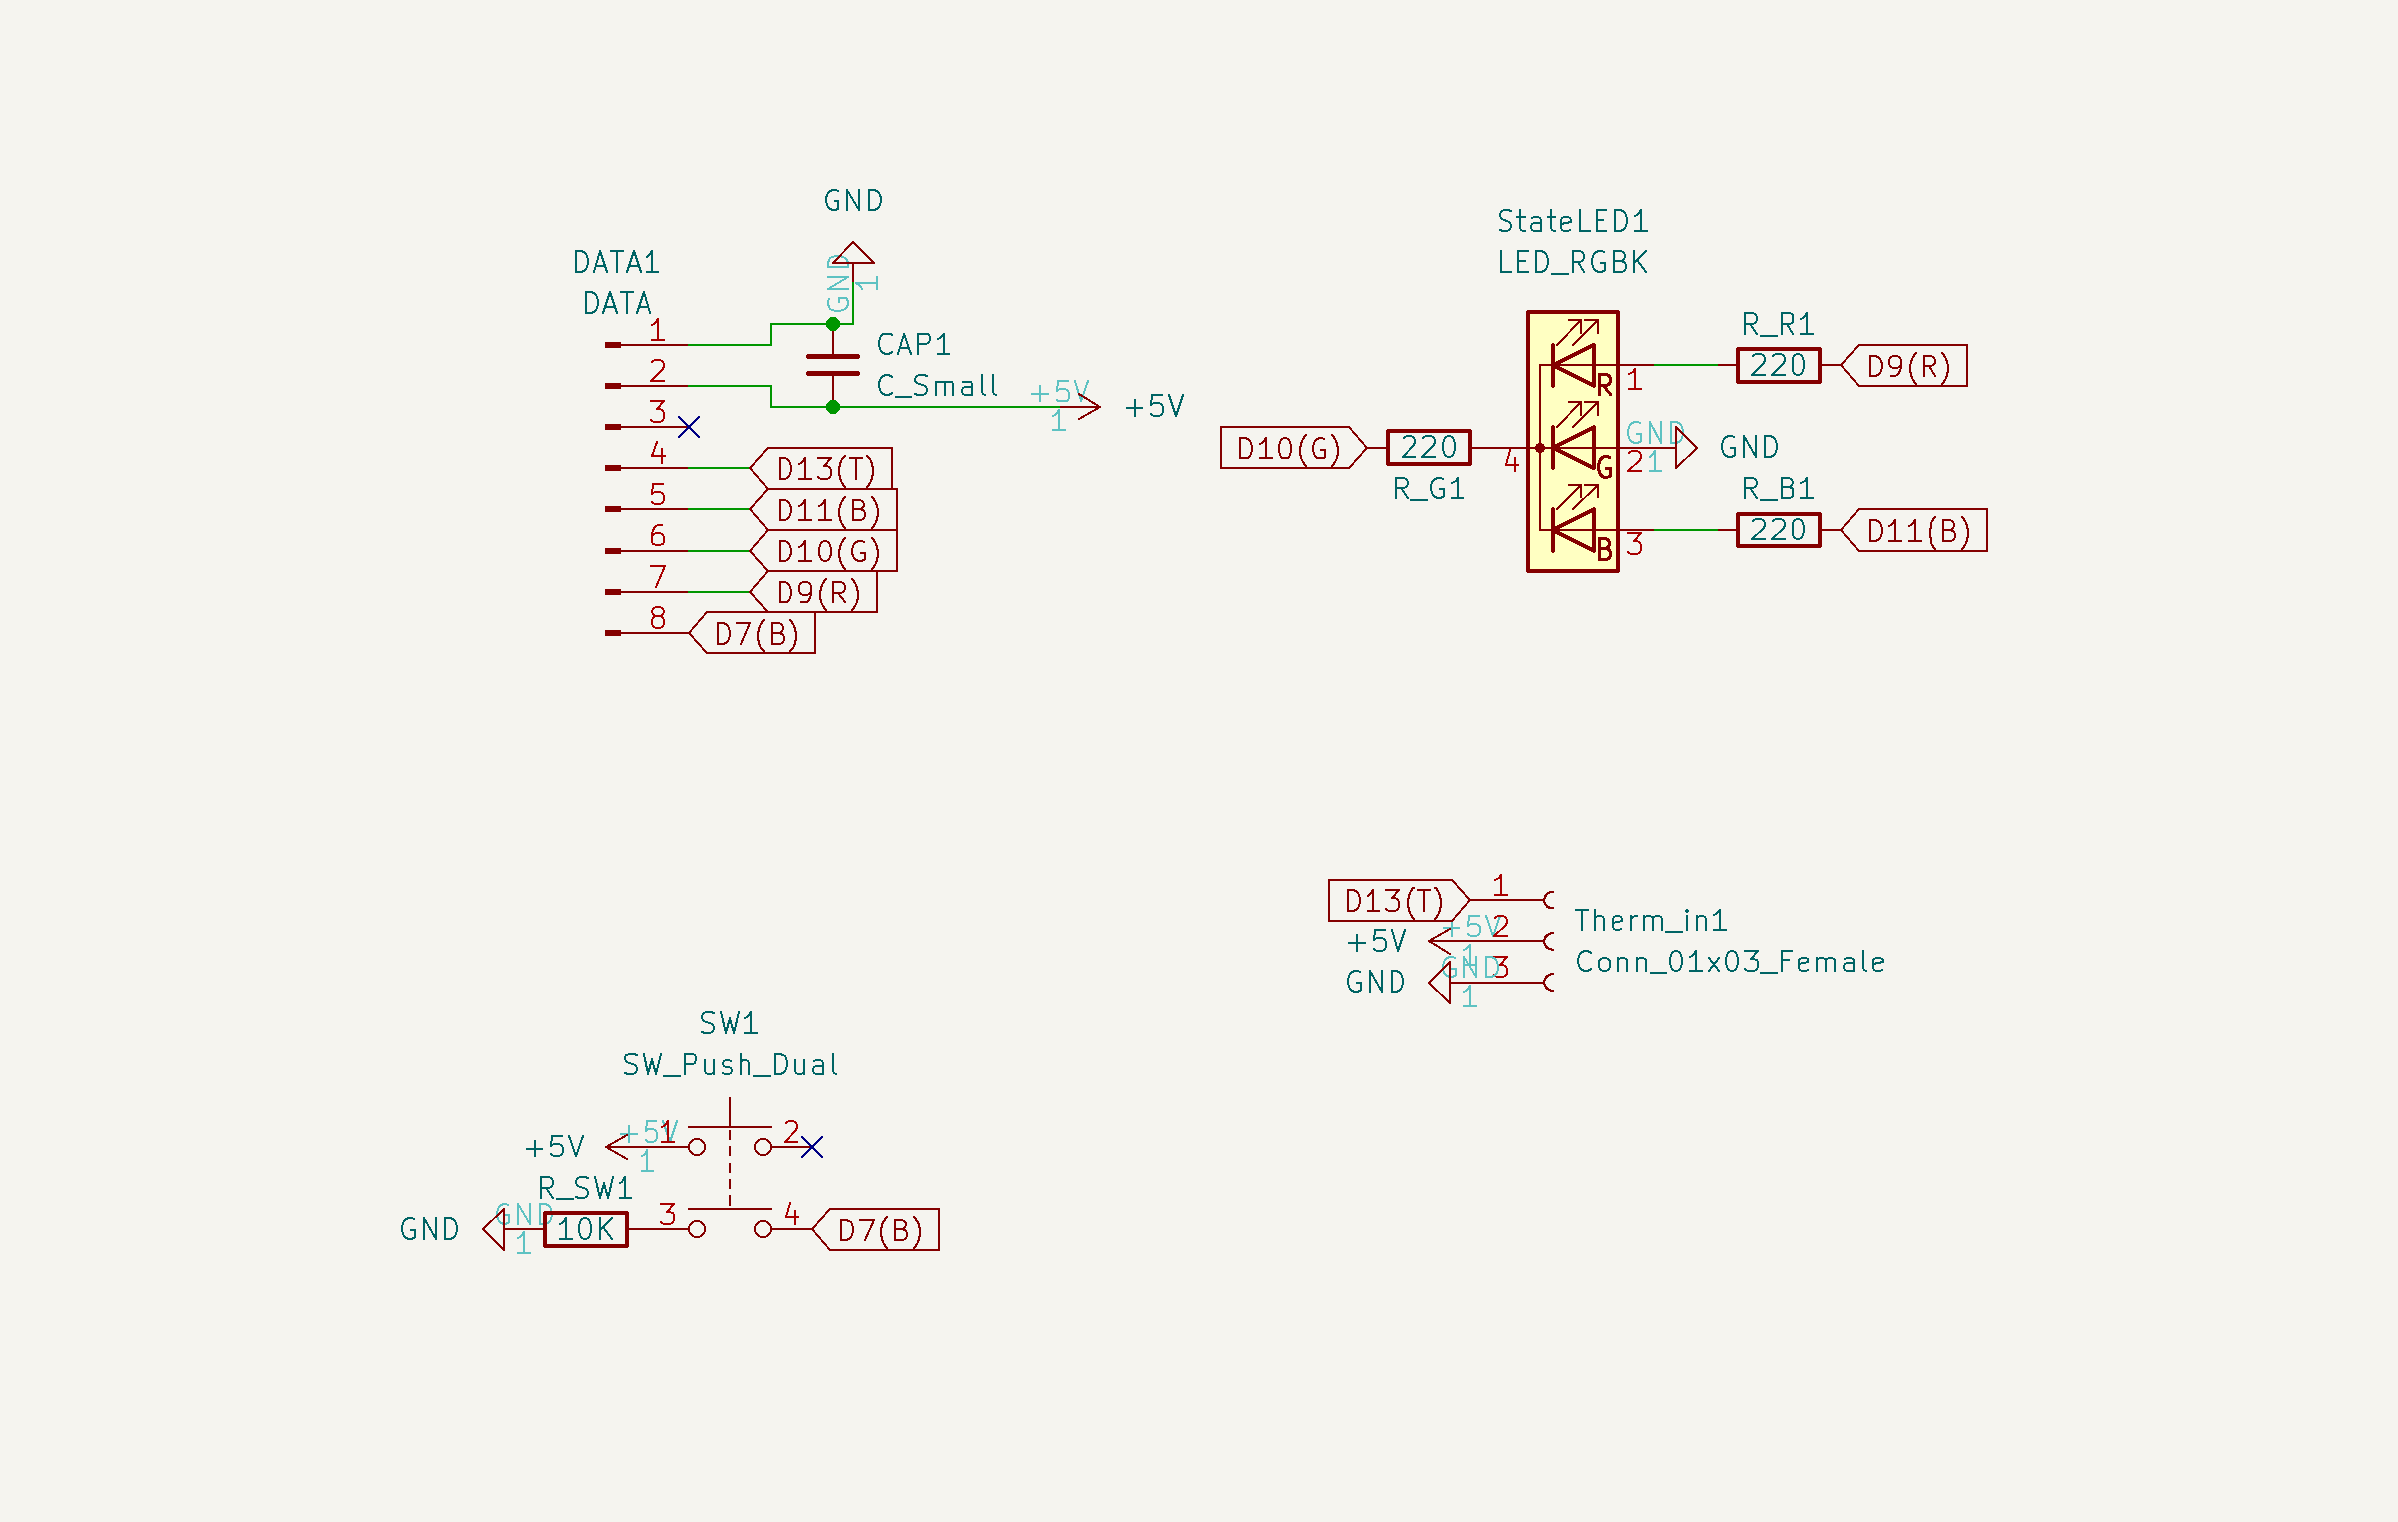 GND
GND
1
DATA1
DATA
1
2
3
4
5
6
7
8
CAP1
C_Small
+5V
1
+5V
D13(T)
D11(B)
D10(G)
D9(R)
D7(B)
StateLED1
LED_RGBK
R_R1
220
D9(R)
R
1
D10(G)
220
R_G1
4
G
GND
2
1
GND
R_B1
220
D11(B)
B
3
D13(T)
1
+5V
+5V
1
2
GND
GND
1
3
Therm_in1
Conn_01x03_Female
SW1
SW_Push_Dual
+5V
+5V
1
1
2
R_SW1
GND
GND
1
10K
3
4
D7(B)